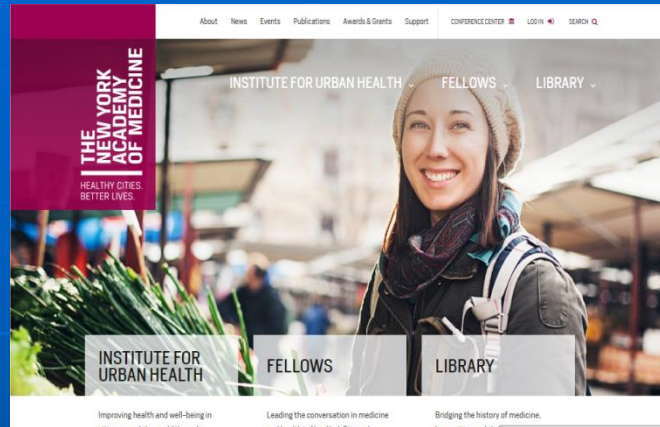 About News Events Publications Awards & Grants Support CONFERENCE CENTER LOG IN SEARCH
THE
NEW YORK
ACADEMY
OF MEDICINE
HEALTHY CITIES.
BETTER LIVES.
INSTITUTE FOR URBAN HEALTH FELLOWS LIBRARY
INSTITUTE FOR
URBAN HEALTH
FELLOWS
LIBRARY
Improving health and well-being in
Leading the conversation in medicine
Bridging the history of medicine,